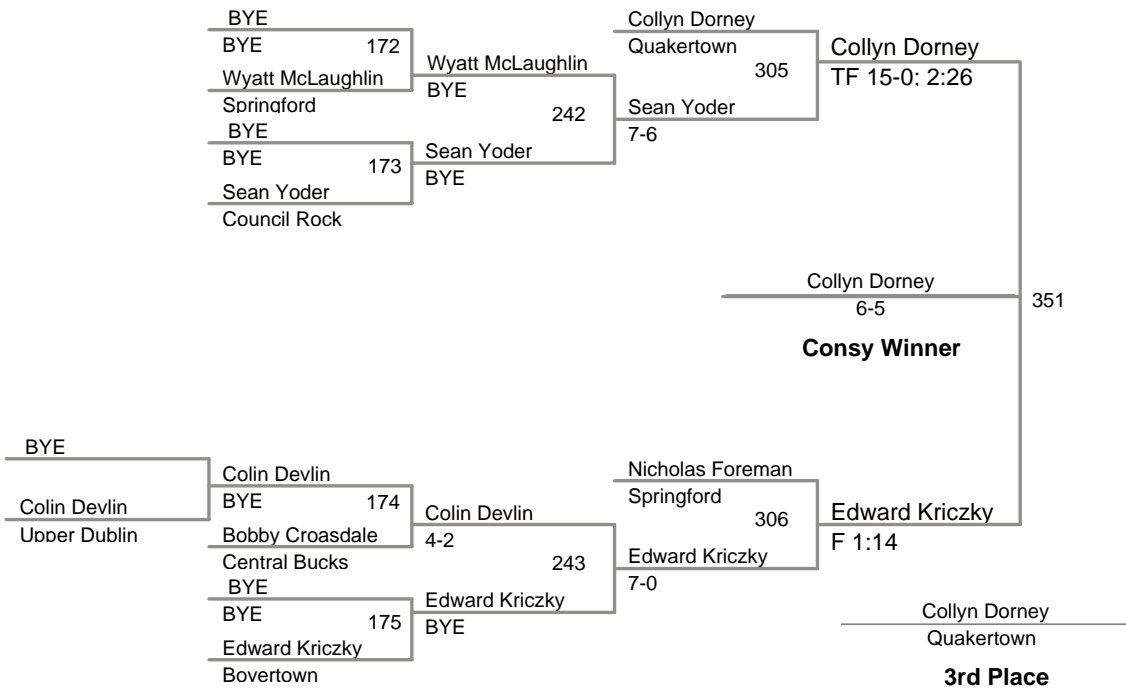 BYE
BYE
172
Wyatt McLaughlin
Springford
BYE
BYE
173
Sean Yoder
Council Rock
Wyatt McLaughlin
BYE
242
Sean Yoder
BYE
Collyn Dorney
Quakertown
305
Sean Yoder
7-6
Collyn Dorney
TF 15-0; 2:26
Collyn Dorney
6-5
351
Consy Winner
BYE
Colin Devlin
Upper Dublin
Colin Devlin
BYE
174
Bobby Croasdale
Central Bucks
BYE
BYE
175
Edward Kriczky
Boyertown
Colin Devlin
4-2
243
Edward Kriczky
BYE
Nicholas Foreman
Springford
306
Edward Kriczky
7-0
Edward Kriczky
F 1:14
Collyn Dorney
Quakertown
3rd Place